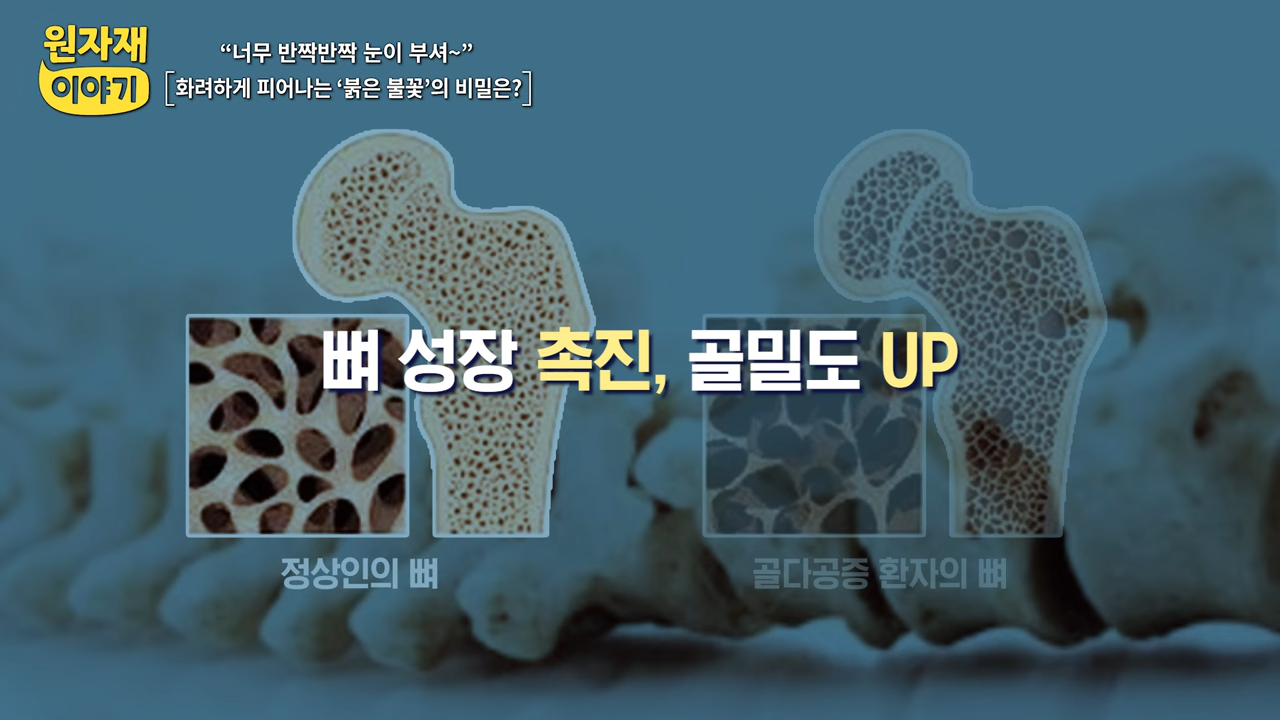 원자재
이야기
“너무 반짝반짝 눈이 부셔~”
[화려하게 피어나는 ‘붉은 불꽃’의 비밀은?]
뼈 성장 촉진, 골밀도 UP
정상인의 뼈
골다공증 환자의 뼈